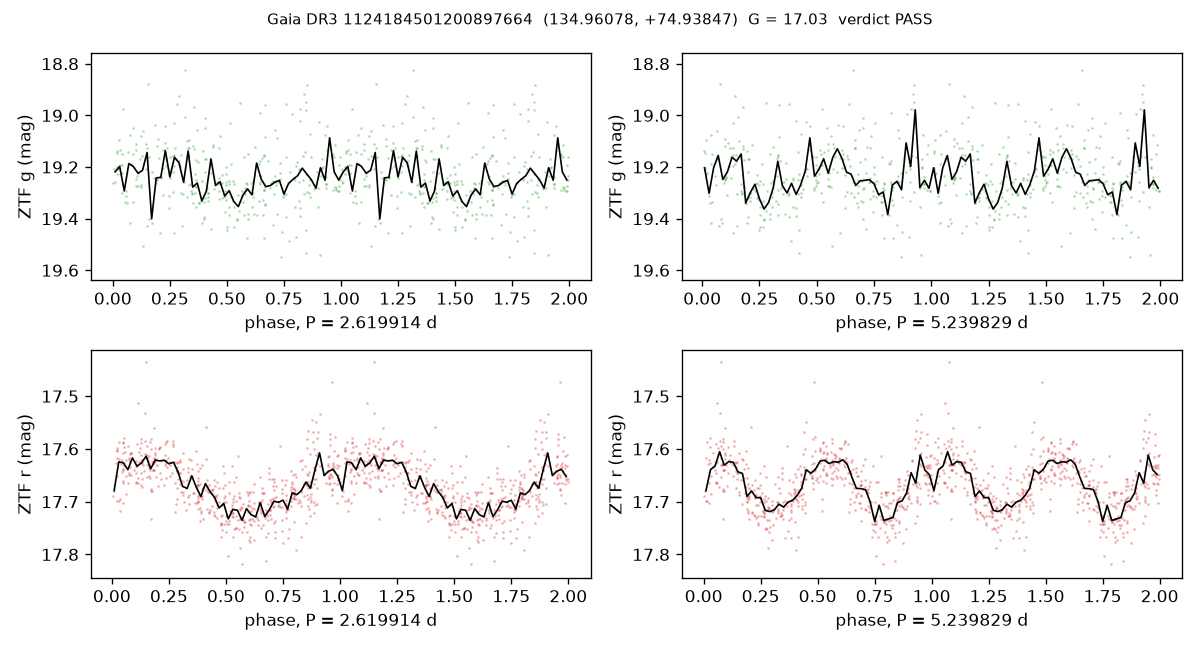 Gaia DR3 1124184501200897664 (134.96078, +74.93847) G = 17.03 verdict PASS
ZTF g (mag)
18.8
19.0
19.2
19.4
19.6
0.00 0.25 0.50 0.75 1.00 1.25 1.50 1.75 2.00
phase, P = 2.619914 d
ZTF g (mag)
18.8
19.0
19.2
19.4
19.6
0.00 0.25 0.50 0.75 1.00 1.25 1.50 1.75 2.00
phase, P = 5.239829 d
ZTF r (mag)
17.5
17.6
17.7
17.8
0.00 0.25 0.50 0.75 1.00 1.25 1.50 1.75 2.00
phase, P = 2.619914 d
ZTF r (mag)
17.5
17.6
17.7
17.8
0.00 0.25 0.50 0.75 1.00 1.25 1.50 1.75 2.00
phase, P = 5.239829 d